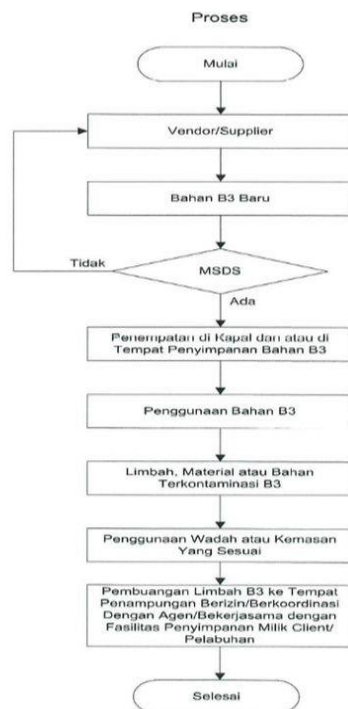 Proses
Mulai
Vendor/Supplier
Bahan B3 Baru
Tidak
MSDS
Ada
Penempatan di Kapal dan atau di
Tempat Penyimpanan Bahan B3
Penggunaan Bahan B3
Limbah, Material atau Bahan
Terkontaminasi B3
Penggunaan Wadah atau Kemasan
Yang Sesuai
Pembuangan Limbah B3 ke Tempat
Penampungan Berizin/Berkoordinasi
Dengan Agen/Bekerjasama dengan
Fasilitas Penyimpanan Milik Client/
Pelabuhan
Selesai